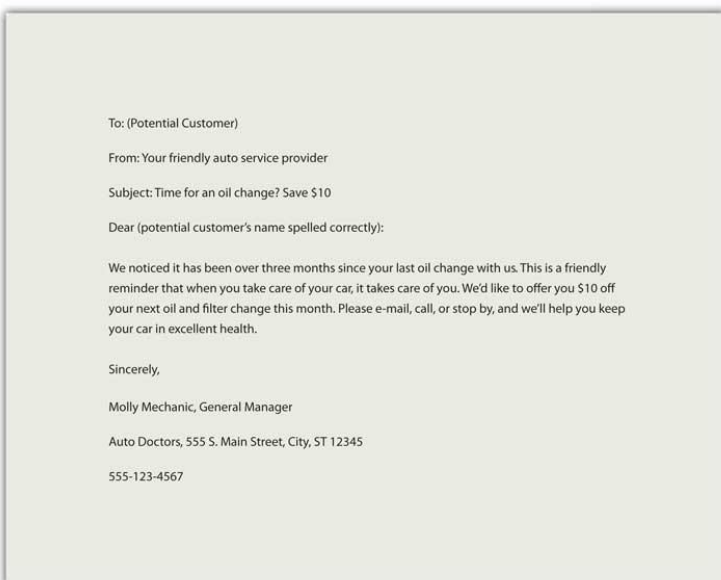 To: (Potential Customer)
From: Your friendly auto service provider
Subject: Time for an oil change? Save $10
Dear (potential customer's name spelled correctly):
We noticed it has been over three months since your last oil change with us. This is a friendly
reminder that when you take care of your car, it takes care of you. We'd like to offer you $10 off
your next oil and filter change this month. Please e-mail, call, or stop by, and we'll help you keep
your car in excellent health.
Sincerely,
Molly Mechanic, General Manager
Auto Doctors, 555 S. Main Street, City, ST 12345
555-123-4567